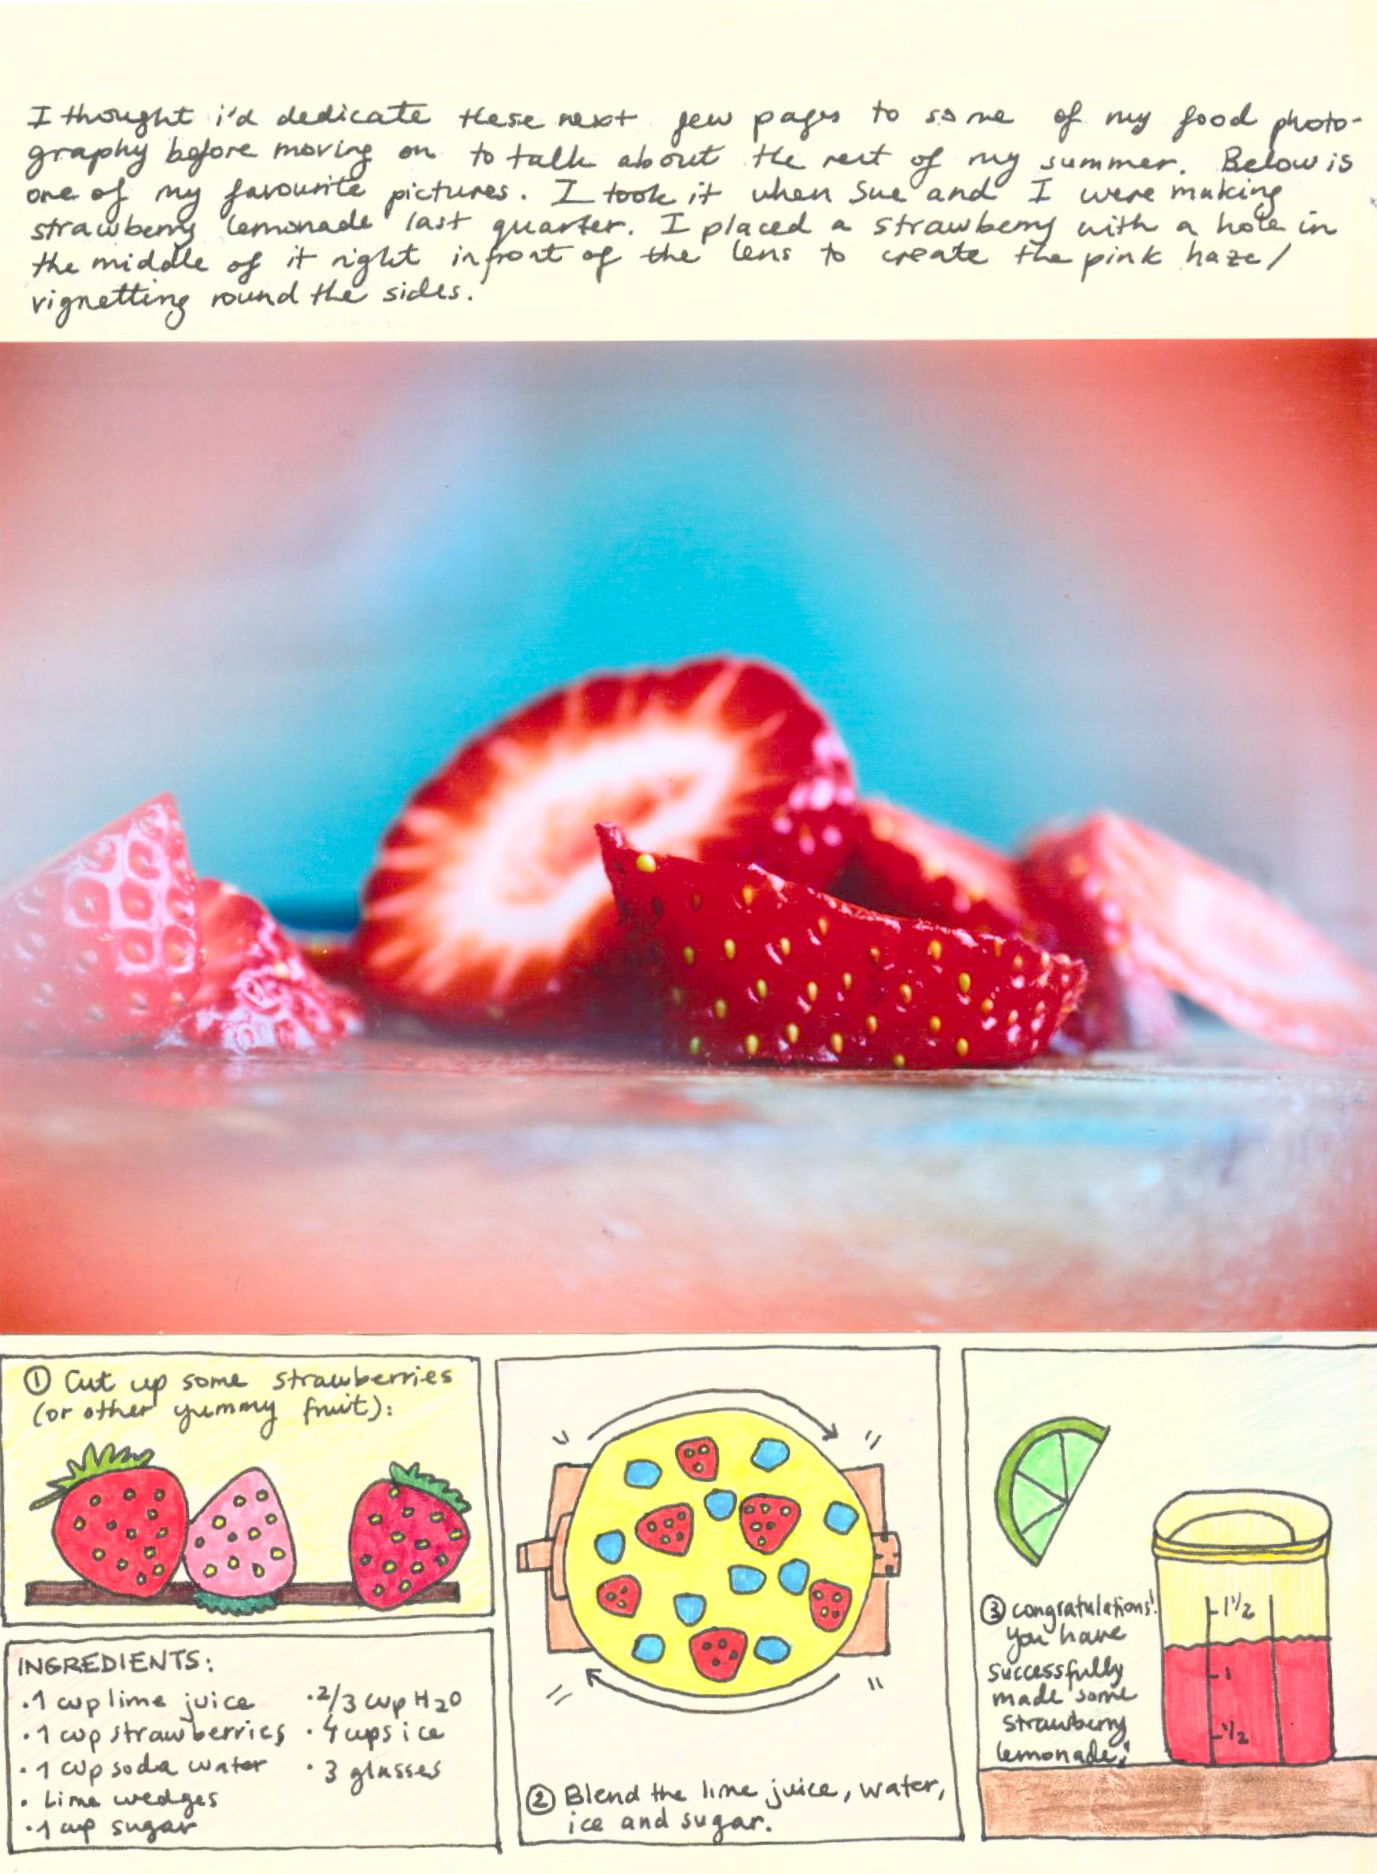 I thought i'd dedicate these next few pages to some of my food photo-
graphy before moving on to talk about the rest of my summer. Below is
one of my favourite pictures. I took it when Sue and I were making
strawberry lemonade last quarter. I placed a strawberry with a hole in
the middle of it right infront of the lens to create the pink haze/
vignetting round the sides.
① Cut up some strawberries
(or other yummy fruit):
INGREDIENTS:
·1 cup lime juice
·1 cup strawberries
·1 cup soda water
· Lime wedges
·1 cup sugar
·2/3 cup H2O
·4 cups ice
·3 glasses
② Blend the lime juice, water,
ice and sugar.
③ congratulations!
You have
successfully
made some
strawberry
lemonade!
1 1/2
1
1/2